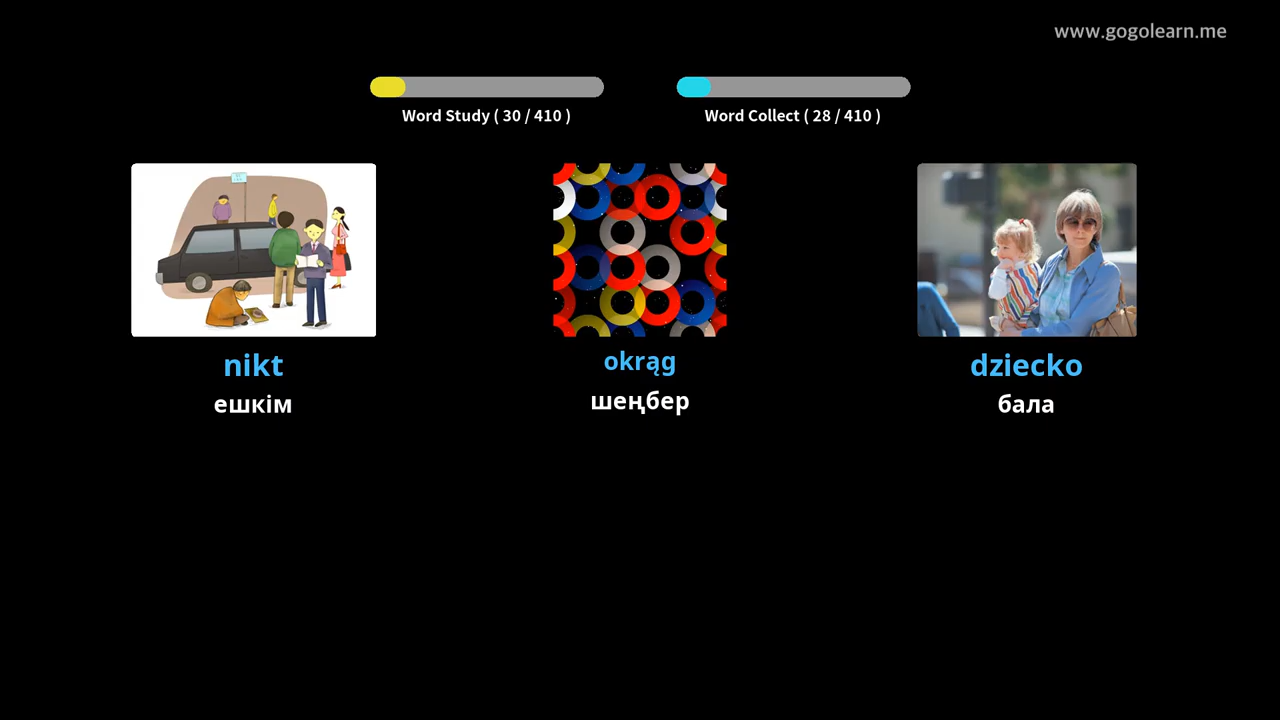 www.gogolearn.me
Word Study ( 30 / 410 )
Word Collect ( 28 / 410 )
nikt
ешкім
okrąg
шеңбер
dziecko
бала